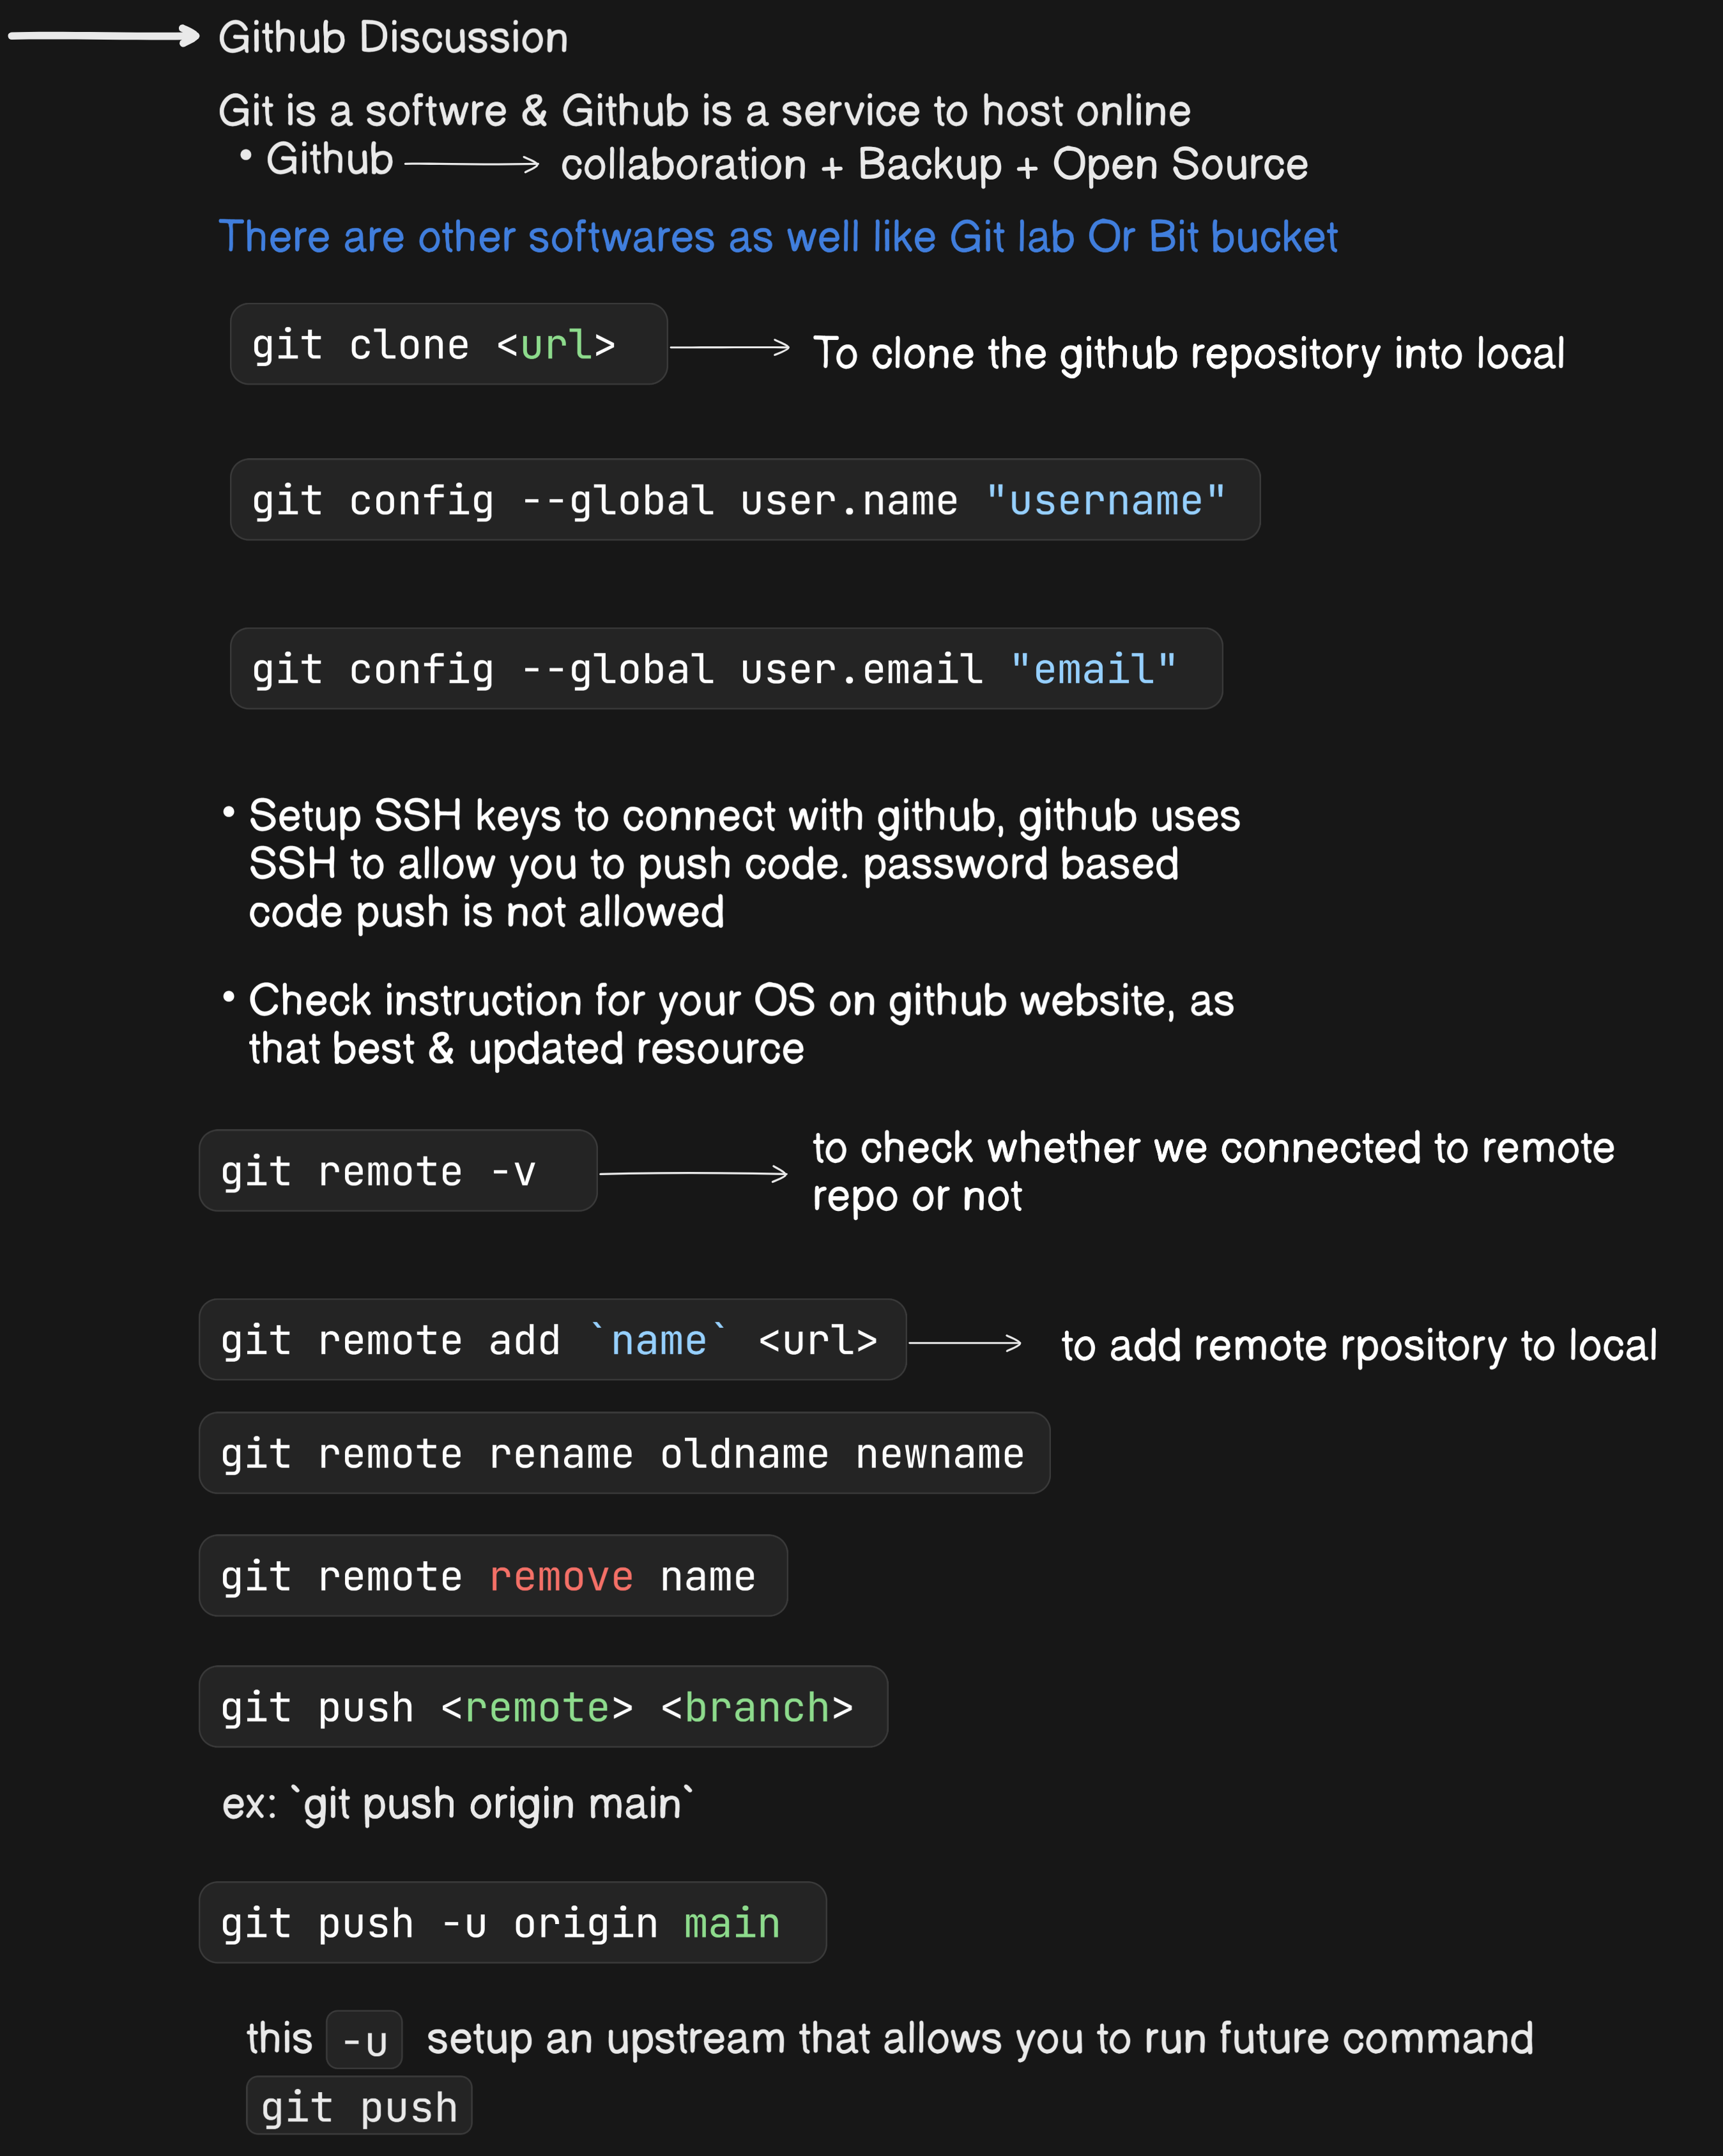 Github Discussion
Git is a softwre & Github is a service to host online
• Github collaboration + Backup + Open Source
There are other softwares as well like Git lab Or Bit bucket
git clone <url> To clone the github repository into local
git config --global user.name "username"
git config --global user.email "email"
• Setup SSH keys to connect with github, github uses
SSH to allow you to push code. password based
code push is not allowed
• Check instruction for your OS on github website, as
that best & updated resource
git remote -v
to check whether we connected to remote
repo or not
git remote add `name` <url> to add remote rpository to local
git remote rename oldname newname
git remote remove name
git push <remote> <branch>
ex: `git push origin main`
git push -u origin main
this -u setup an upstream that allows you to run future command
git push